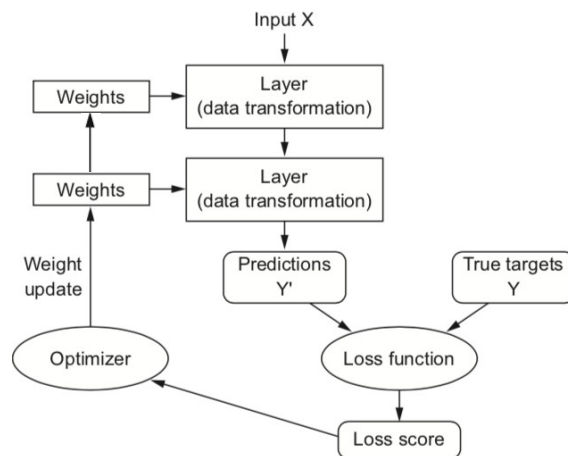 Input X
Weights
Layer
(data transformation)
Weights
Layer
(data transformation)
Weight
update
Predictions
Y'
True targets
Y
Optimizer
Loss function
Loss score